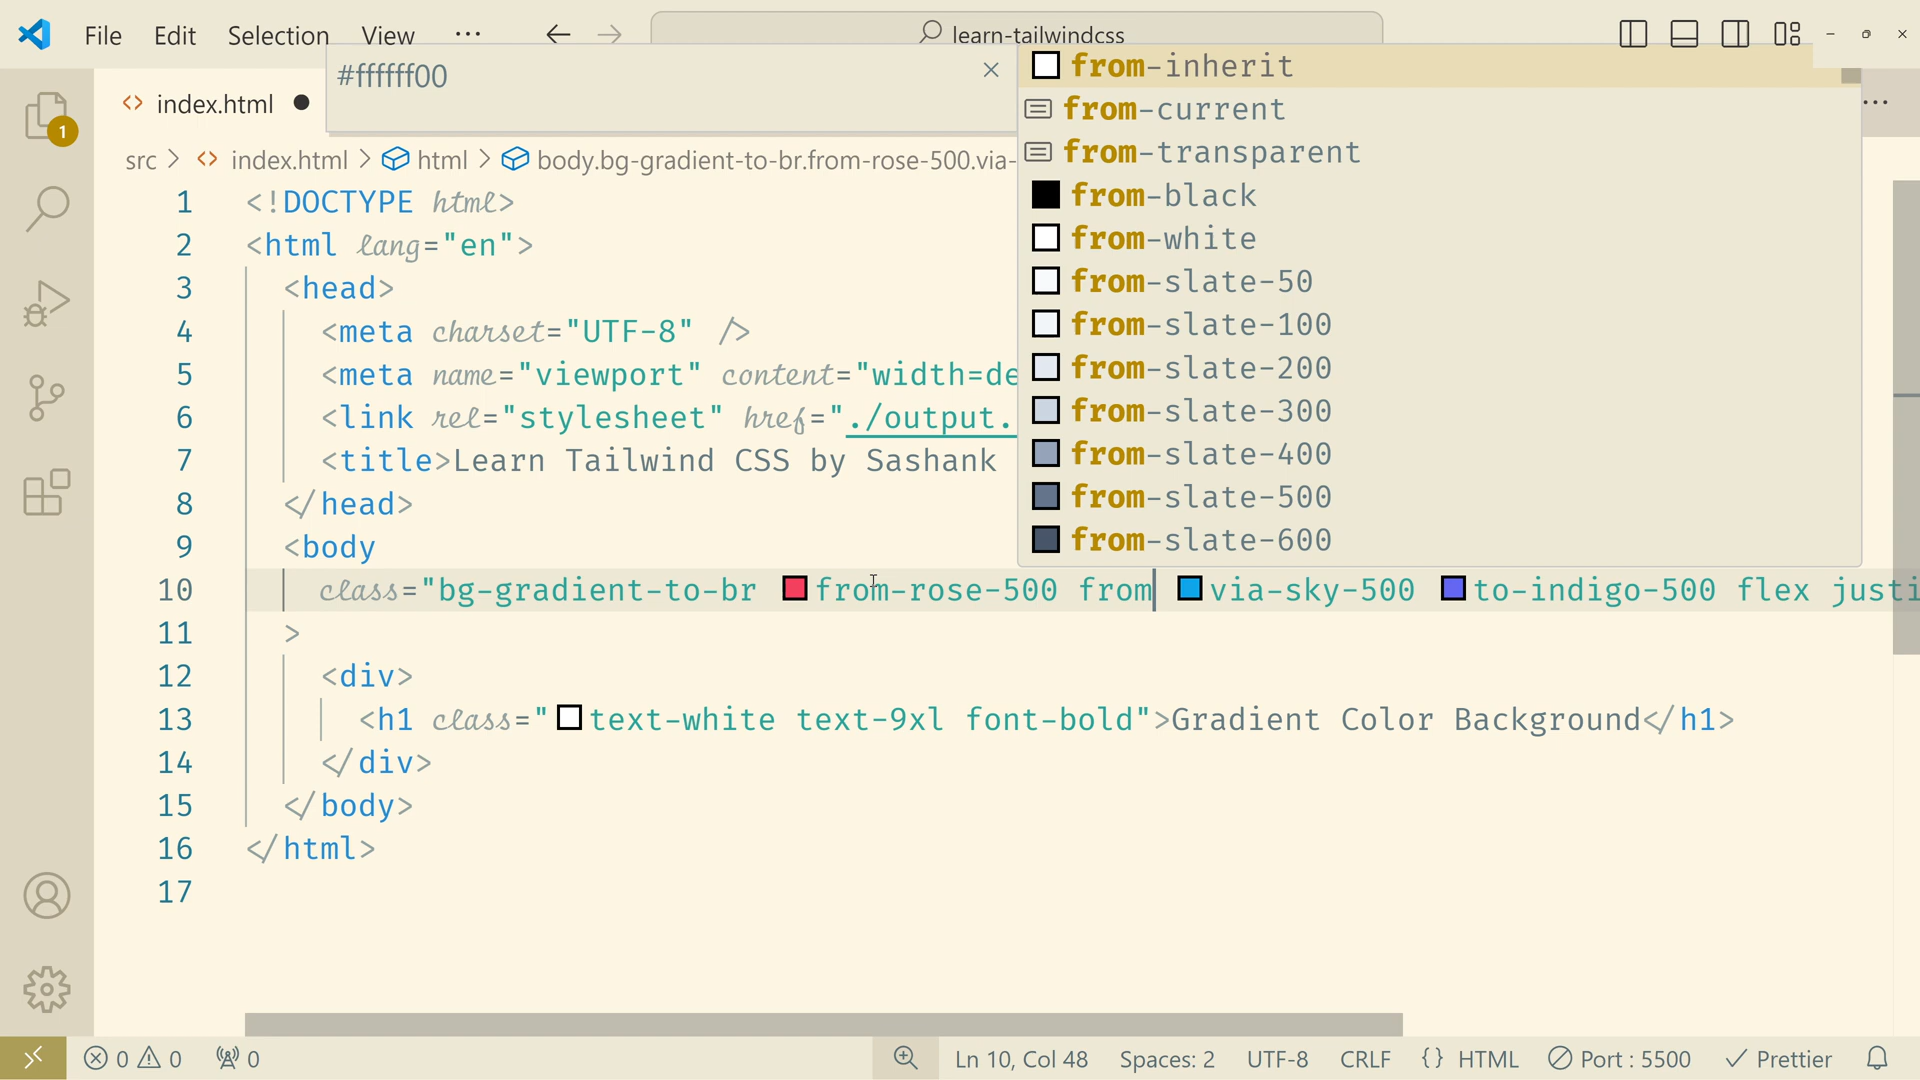 File Edit Selection View ··· learn-tailwindcss
index.html
#ffffff00
src > index.html > html > body.bg-gradient-to-br.from-rose-500.via-
from-inherit
from-current
from-transparent
from-black
from-white
from-slate-50
from-slate-100
from-slate-200
from-slate-300
from-slate-400
from-slate-500
from-slate-600
1
1 <!DOCTYPE html>
2 <html lang="en">
3 <head>
4 <meta charset="UTF-8" />
5 <meta name="viewport" content="width=de
6 <link rel="stylesheet" href="./output.
7 <title>Learn Tailwind CSS by Sashank
8 </head>
9 <body
10 class="bg-gradient-to-br from-rose-500 from via-sky-500 to-indigo-500 flex justi
11 >
12 <div>
13 <h1 class="text-white text-9xl font-bold">Gradient Color Background</h1>
14 </div>
15 </body>
16 </html>
17
0 0 0 Ln 10, Col 48 Spaces: 2 UTF-8 CRLF {} HTML Port : 5500 Prettier